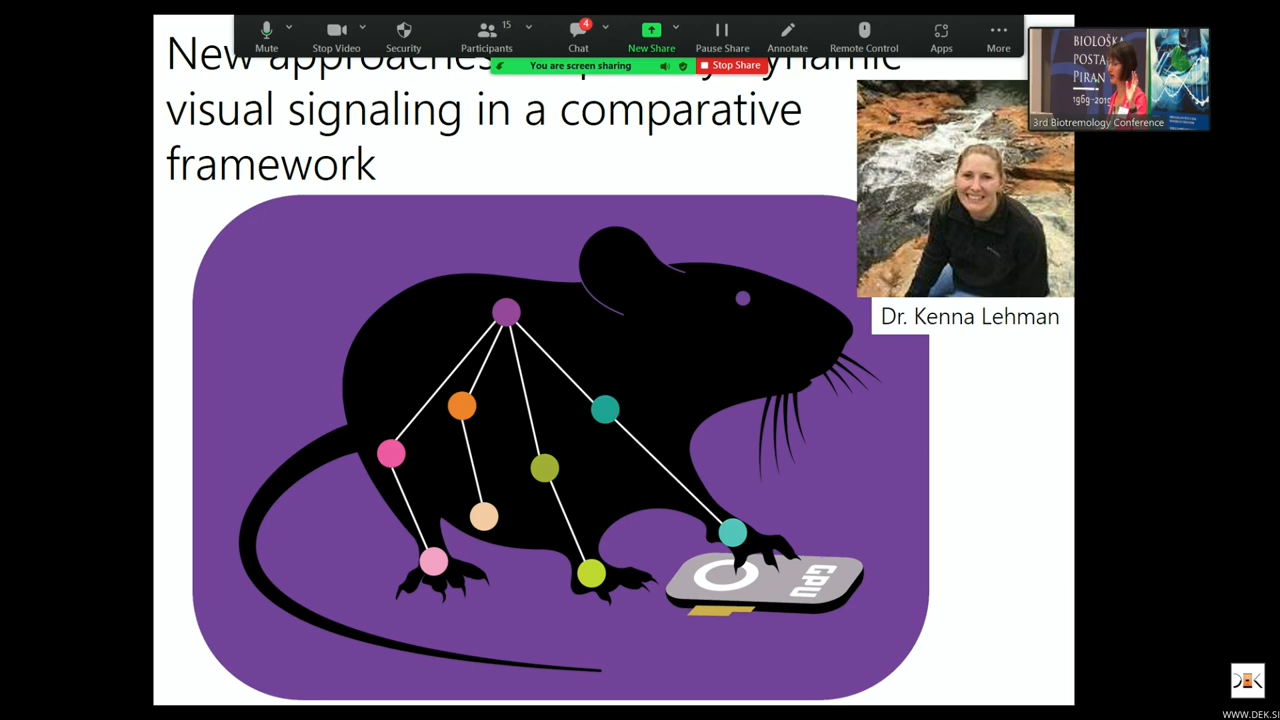 15
4
Mute
Stop Video
Security
Participants
Chat
New Share
Pause Share
Annotate
Remote Control
Apps
More
You are screen sharing
Stop Share
New approaches
visual signaling in a comparative
framework
BIOLOŠKA
POSTA
PIRAN
3rd Biotremology Conference
Dr. Kenna Lehman
GPU
DEK
WWW.DEK.SI